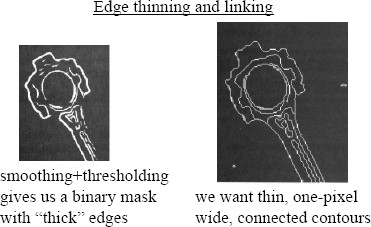 Edge thinning and linking
smoothing+thresholding
gives us a binary mask
with “thick” edges
we want thin, one-pixel
wide, connected contours